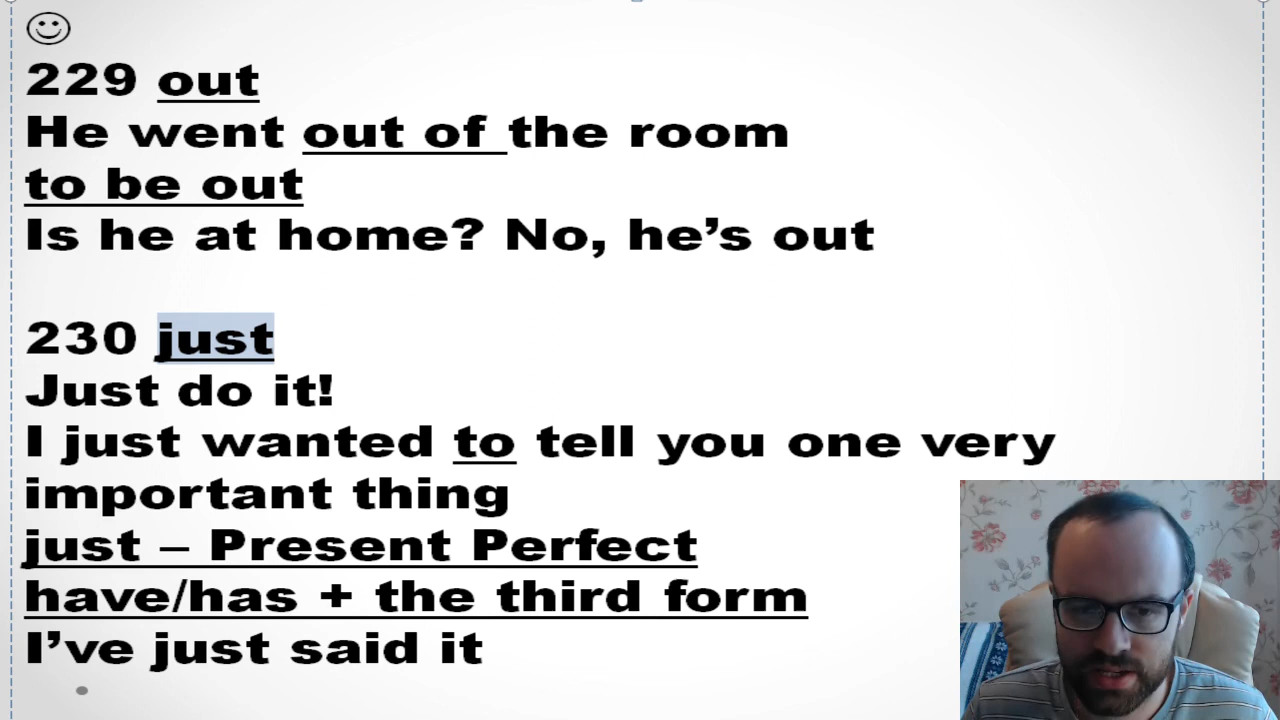 229 out
He went out of the room
to be out
Is he at home? No, he’s out
230 just
Just do it!
I just wanted to tell you one very
important thing
just – Present Perfect
have/has + the third form
I’ve just said it